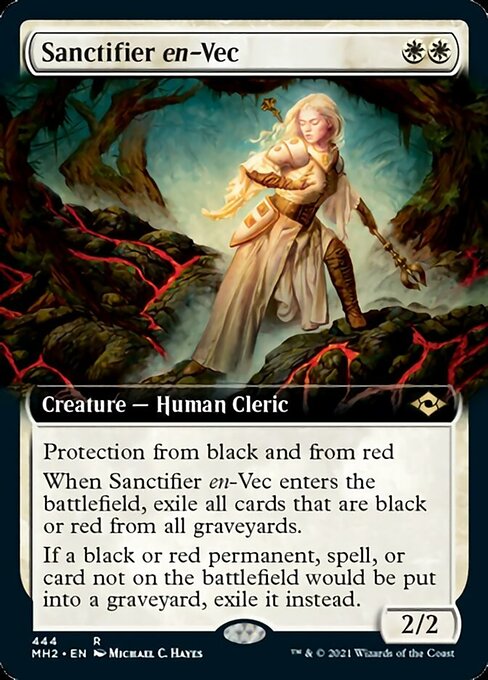 Sanctifier en-Vec
Creature — Human Cleric
Protection from black and from red
When Sanctifier en-Vec enters the
battlefield, exile all cards that are black
or red from all graveyards.
If a black or red permanent, spell, or
card not on the battlefield would be put
into a graveyard, exile it instead.
2/2
444 R
MH2 • EN Michael C. Hayes
™ & © 2021 Wizards of the Coast